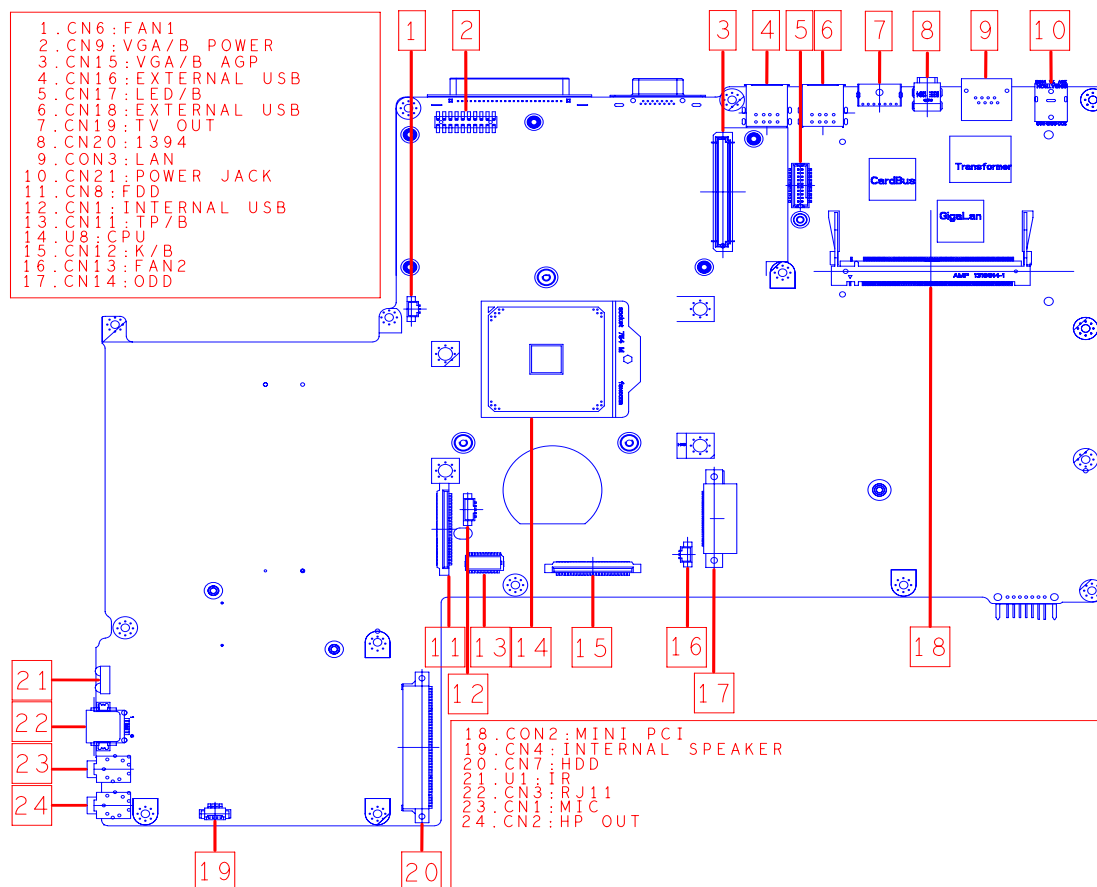 1.CN6:FAN1
2.CN9:VGA/B POWER
3.CN15:VGA/B AGP
4.CN16:EXTERNAL USB
5.CN17:LED/B
6.CN18:EXTERNAL USB
7.CN19:TV OUT
8.CN20:1394
9.CON3:LAN
10.CN21:POWER JACK
11.CN8:FDD
12.CN1:INTERNAL USB
13.CN11:TP/B
14.U8:CPU
15.CN12:K/B
16.CN13:FAN2
17.CN14:ODD
1 2 3 4 5 6 7 8 9 10
CardBus
Transformer
GigaLan
socket 754 M
foxconn
11 13 14 15 16 18
12 17
21
22
23
24
19
20
18.CON2:MINI PCI
19.CN4:INTERNAL SPEAKER
20.CN7:HDD
21.U1:IR
22.CN3:RJ11
23.CN1:MIC
24.CN2:HP OUT